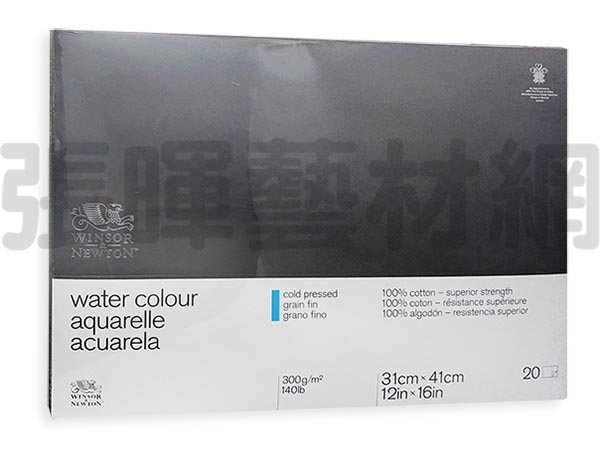 張暉藝材網
WINSOR
& NEWTON™
water colour
aquarelle
acuarela
cold pressed
grain fin
grano fino
100% cotton – superior strength
100% coton – résistance supérieure
100% algodón – resistencia superior
WINSOR
& NEWTON
300g/m²
140lb
31cm × 41cm
12in × 16in
20